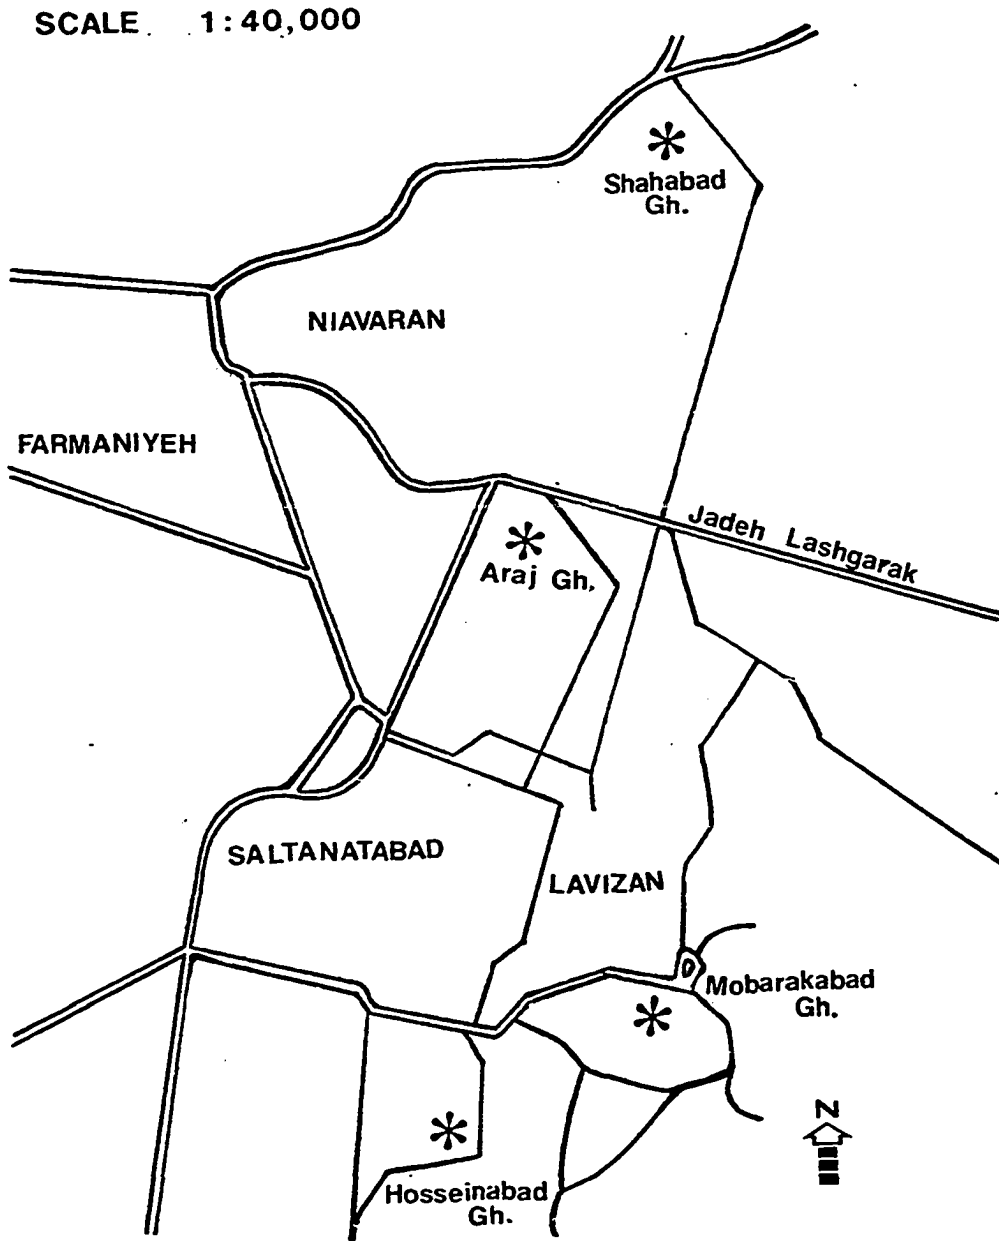 SCALE 1:40,000
Shahabad
Gh.
NIAVARAN
FARMANIYEH
Jadeh Lashgarak
Araj Gh.
SALTANATABAD
LAVIZAN
Mobarakabad
Gh.
N
Hosseinabad
Gh.